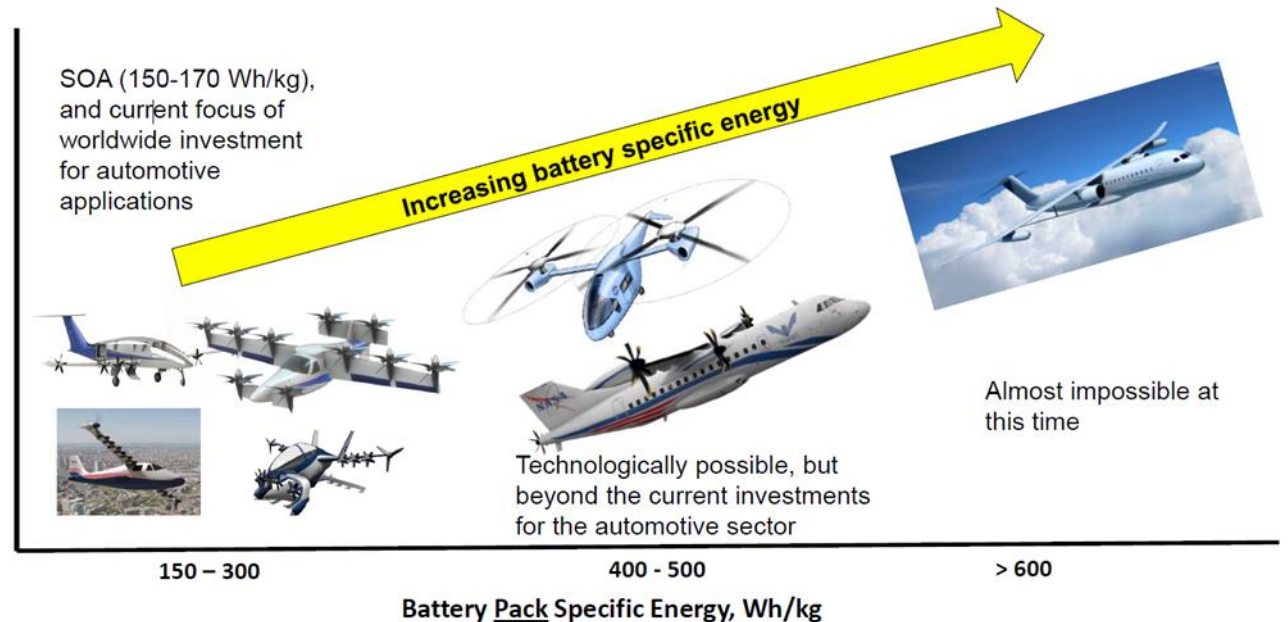 SOA (150-170 Wh/kg),
and current focus of
worldwide investment
for automotive
applications
Increasing battery specific energy
NASA
Technologically possible, but
beyond the current investments
for the automotive sector
Almost impossible at
this time
150 – 300
400 - 500
> 600
Battery Pack Specific Energy, Wh/kg